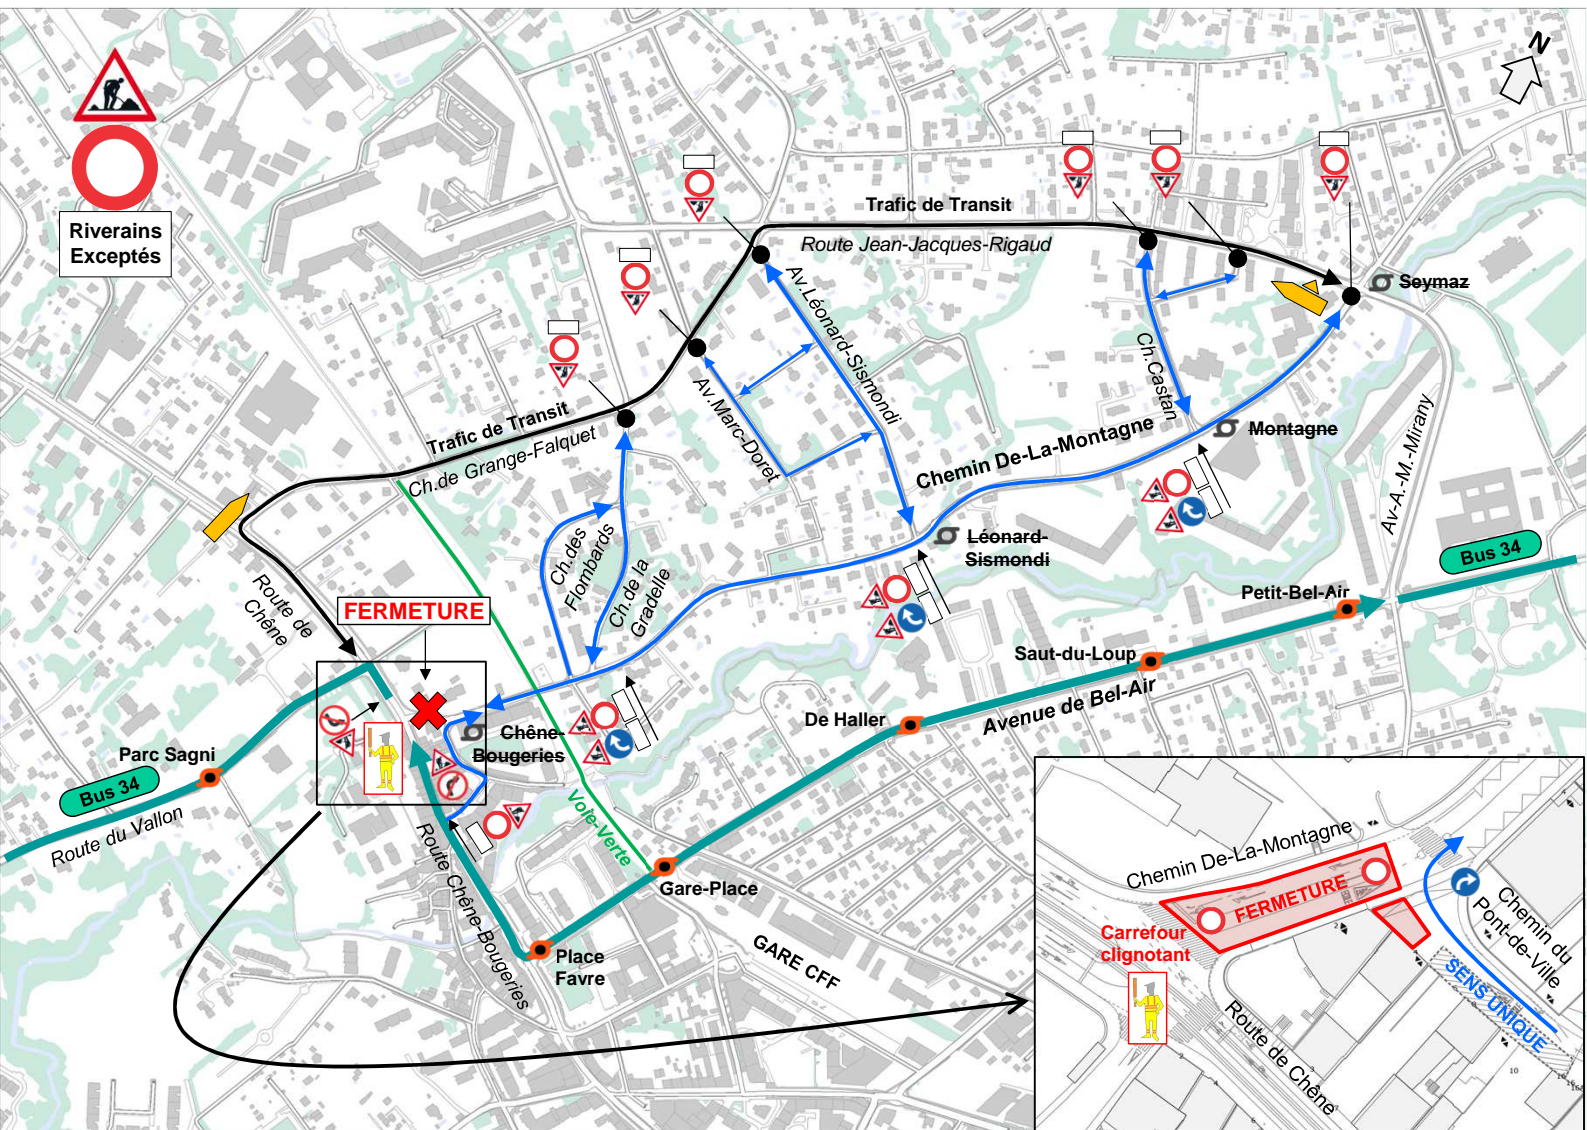 N
Riverains
Exceptés
Trafic de Transit
Route Jean-Jacques-Rigaud
Seymaz
Av.Léonard-Sismondi
Ch.Castan
Av.Marc-Doret
Trafic de Transit
Ch.de Grange-Falquet
Chemin De-La-Montagne
Montagne
Av-A.-M.-Mirany
Léonard-
Sismondi
Ch.des
Flombards
Ch.de la
Gradelle
Bus 34
Petit-Bel-Air
Route de
Chêne
FERMETURE
Saut-du-Loup
Avenue de Bel-Air
De Haller
Chêne-
Bougeries
Parc Sagni
Bus 34
Route du Vallon
Voie-Verte
Route Chêne-Bougeries
Gare-Place
Place
Favre
GARE CFF
Chemin De-La-Montagne
FERMETURE
Carrefour
clignotant
Chemin du
Pont-de-Ville
SENS UNIQUE
Route de Chêne